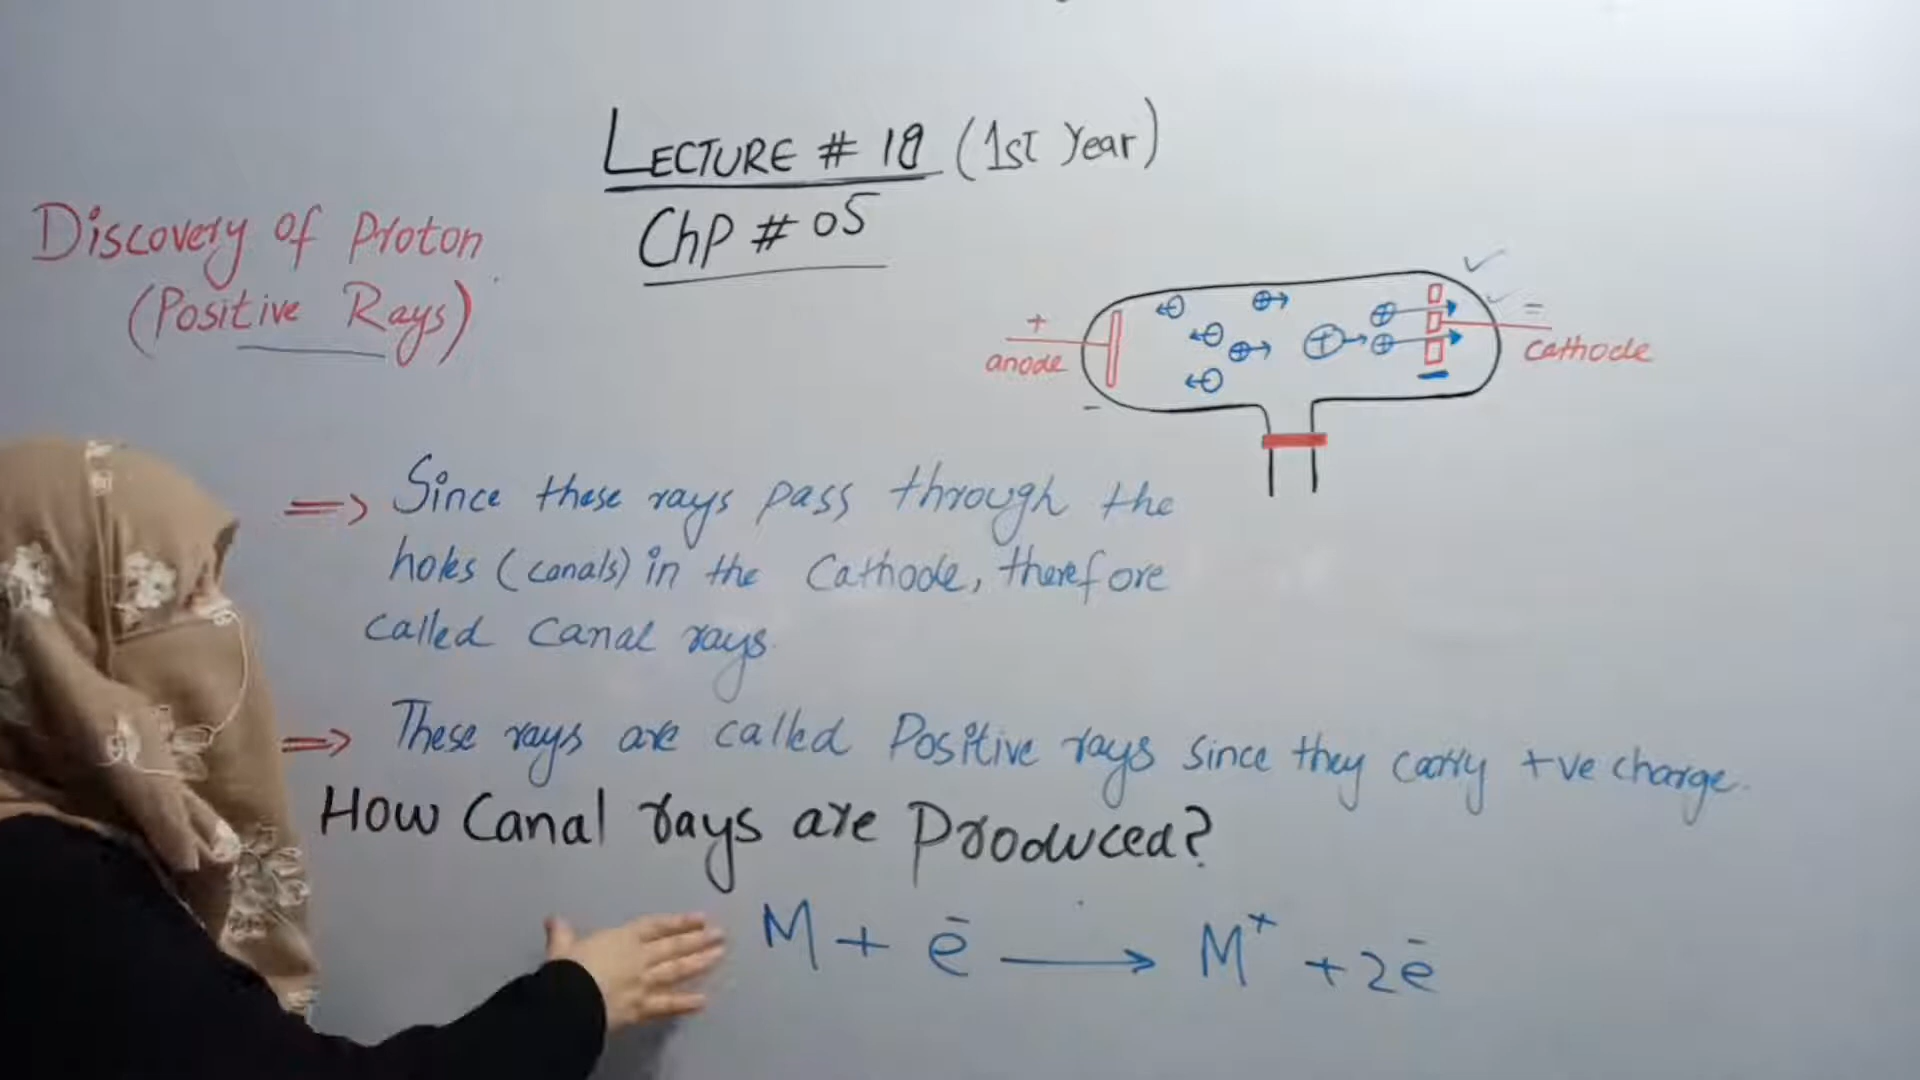 LECTURE # 18 (1st Year)
ChP # 05
Discovery of Proton
(Positive Rays)
+
anode
=
cathode
=> Since these rays pass through the
holes (canals) in the Cathode, therefore
called Canal rays.
=> These rays are called Positive rays since they carry +ve charge.
How Canal rays are Produced?
M + ē ⟶ M⁺ + 2ē